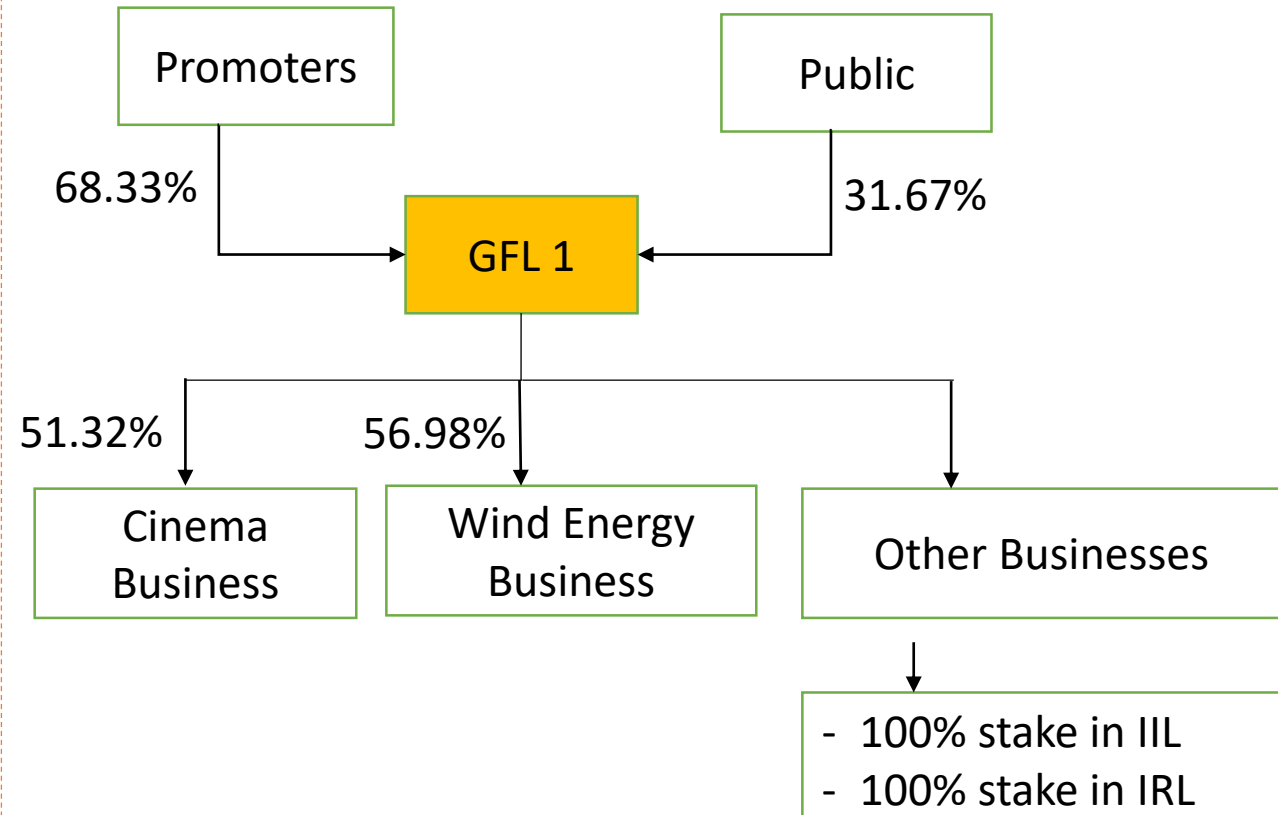 Promoters
Public
68.33%
31.67%
GFL 1
51.32%
56.98%
Cinema
Business
Wind Energy
Business
Other Businesses
- 100% stake in IIL
- 100% stake in IRL